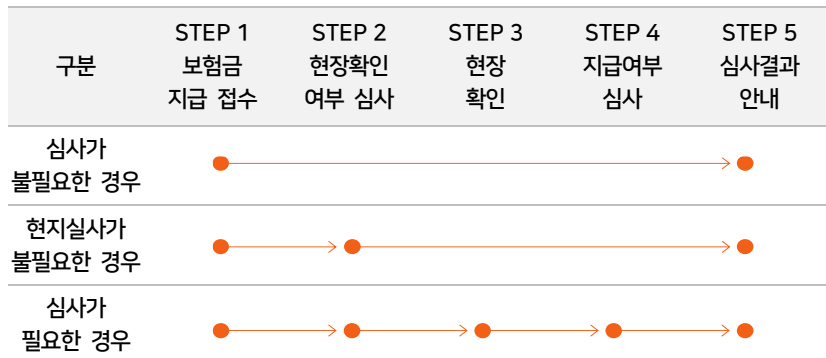 구분
STEP 1
보험금
지급 접수
STEP 2
현장확인
여부 심사
STEP 3
현장
확인
STEP 4
지급여부
심사
STEP 5
심사결과
안내
심사가
불필요한 경우
현지실사가
불필요한 경우
심사가
필요한 경우